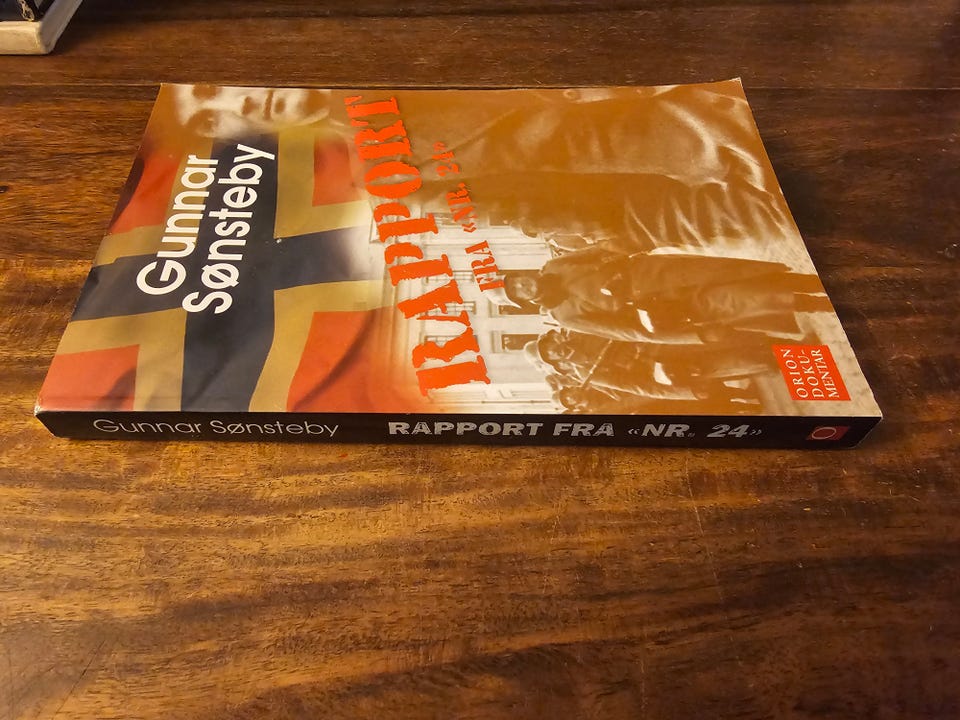 Gunnar
Sønsteby
RAPPORT
FRA «NR. 24»
ORION
DOKU-
MENTAR
Gunnar Sønsteby RAPPORT FRA «NR. 24»